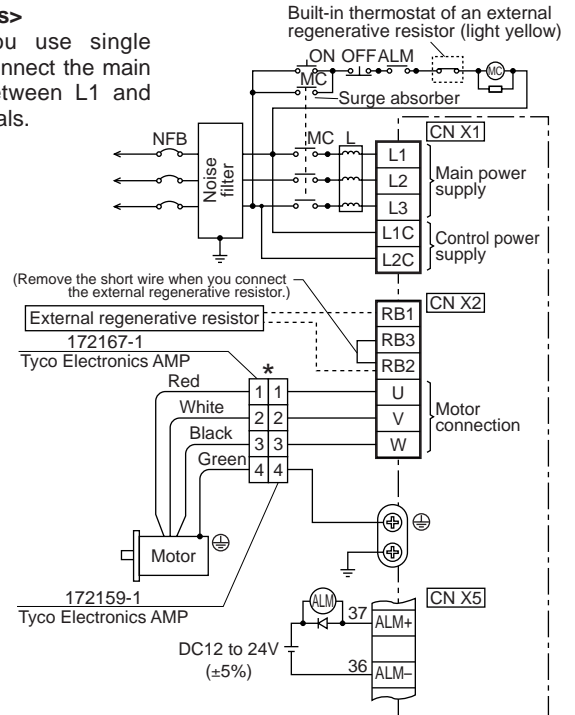 s>
ou use single
nnect the main
etween L1 and
als.
Built-in thermostat of an external
regenerative resistor (light yellow)
ON OFF ALM
MC
MC
MC
Surge absorber
NFB
Noise
filter
MC
L
CN X1
L1
L2
L3
L1C
L2C
Main power
supply
Control power
supply
(Remove the short wire when you connect
the external regenerative resistor.)
External regenerative resistor
CN X2
RB1
RB3
RB2
U
V
W
Motor
connection
172167-1
Tyco Electronics AMP
*
Red
White
Black
Green
1 1
2 2
3 3
4 4
Motor
172159-1
Tyco Electronics AMP
ALM
DC12 to 24V
(±5%)
37
36
CN X5
ALM+
ALM–